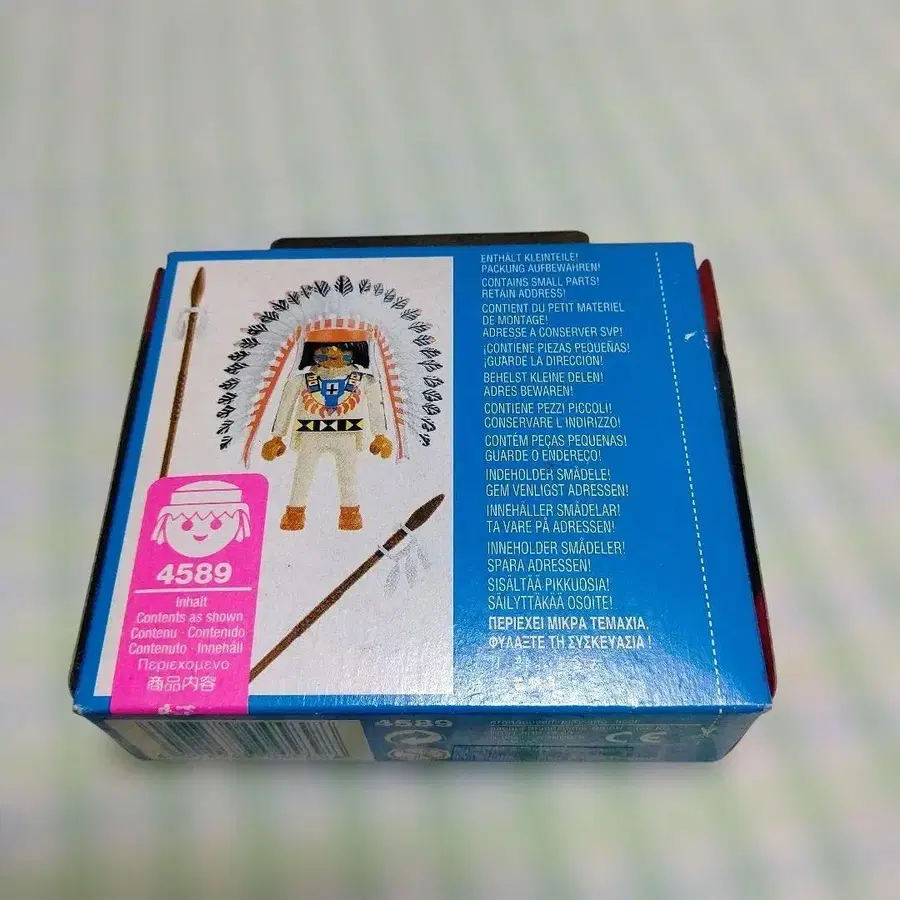 ENTHÄLT KLEINTEILE!
PACKUNG AUFBEWAHREN!
CONTAINS SMALL PARTS!
RETAIN ADDRESS!
CONTIENT DU PETIT MATERIEL
DE MONTAGE!
ADRESSE A CONSERVER SVP!
¡CONTIENE PIEZAS PEQUEÑAS!
¡GUARDE LA DIRECCIÓN!
BEHELST KLEINE DELEN!
ADRES BEWAREN!
CONTIENE PEZZI PICCOLI!
CONSERVARE L'INDIRIZZO!
CONTÉM PEÇAS PEQUENAS!
GUARDE O ENDEREÇO!
INDEHOLDER SMÅDELE!
GEM VENLIGST ADRESSEN!
INNEHÅLLER SMÅDELAR!
TA VARE PÅ ADRESSEN!
INNEHOLDER SMÅDELER!
SPARA ADRESSEN!
SISÄLTÄÄ PIKKUOSIA!
SÄILYTTÄKÄÄ OSOITE!
ΠΕΡΙΕΧΕΙ ΜΙΚΡΑ ΤΕΜΑΧΙΑ.
ΦΥΛΑΞΤΕ ΤΗ ΣΥΣΚΕΥΑΣΙΑ !
4589
Inhalt
Contents as shown
Contenu · Contenido
Contenuto · Innehåll
Περιεχομενο
商品内容
4589
CE